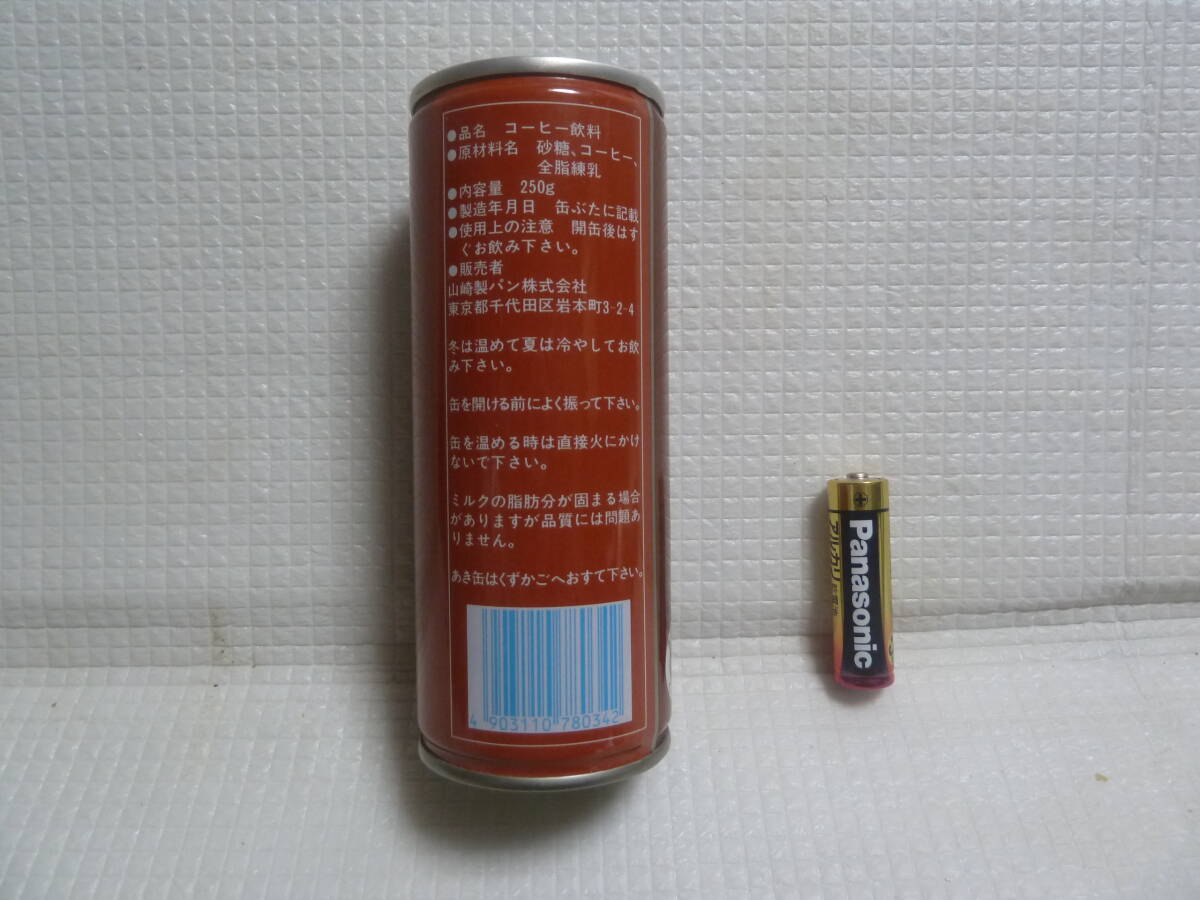 ●品名　コーヒー飲料
●原材料名　砂糖、コーヒー、
全脂練乳
●内容量　250g
●製造年月日　缶ぶたに記載
●使用上の注意　開缶後はす
ぐお飲み下さい。
●販売者
山崎製パン株式会社
東京都千代田区岩本町3-2-4
冬は温めて夏は冷やしてお飲
み下さい。
缶を開ける前によく振って下さい。
缶を温める時は直接火にかけ
ないで下さい。
ミルクの脂肪分が固まる場合
がありますが品質には問題あ
りません。
あき缶はくずかごへおすて下さい。
4 903110 780342
+
Panasonic
アルカリ乾電池